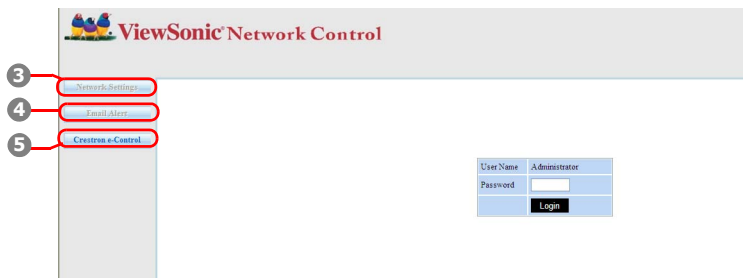 ViewSonic® Network Control
3
Network Settings
4
Email Alert
5
Crestron e-Control
User Name Administrator
Password
Login